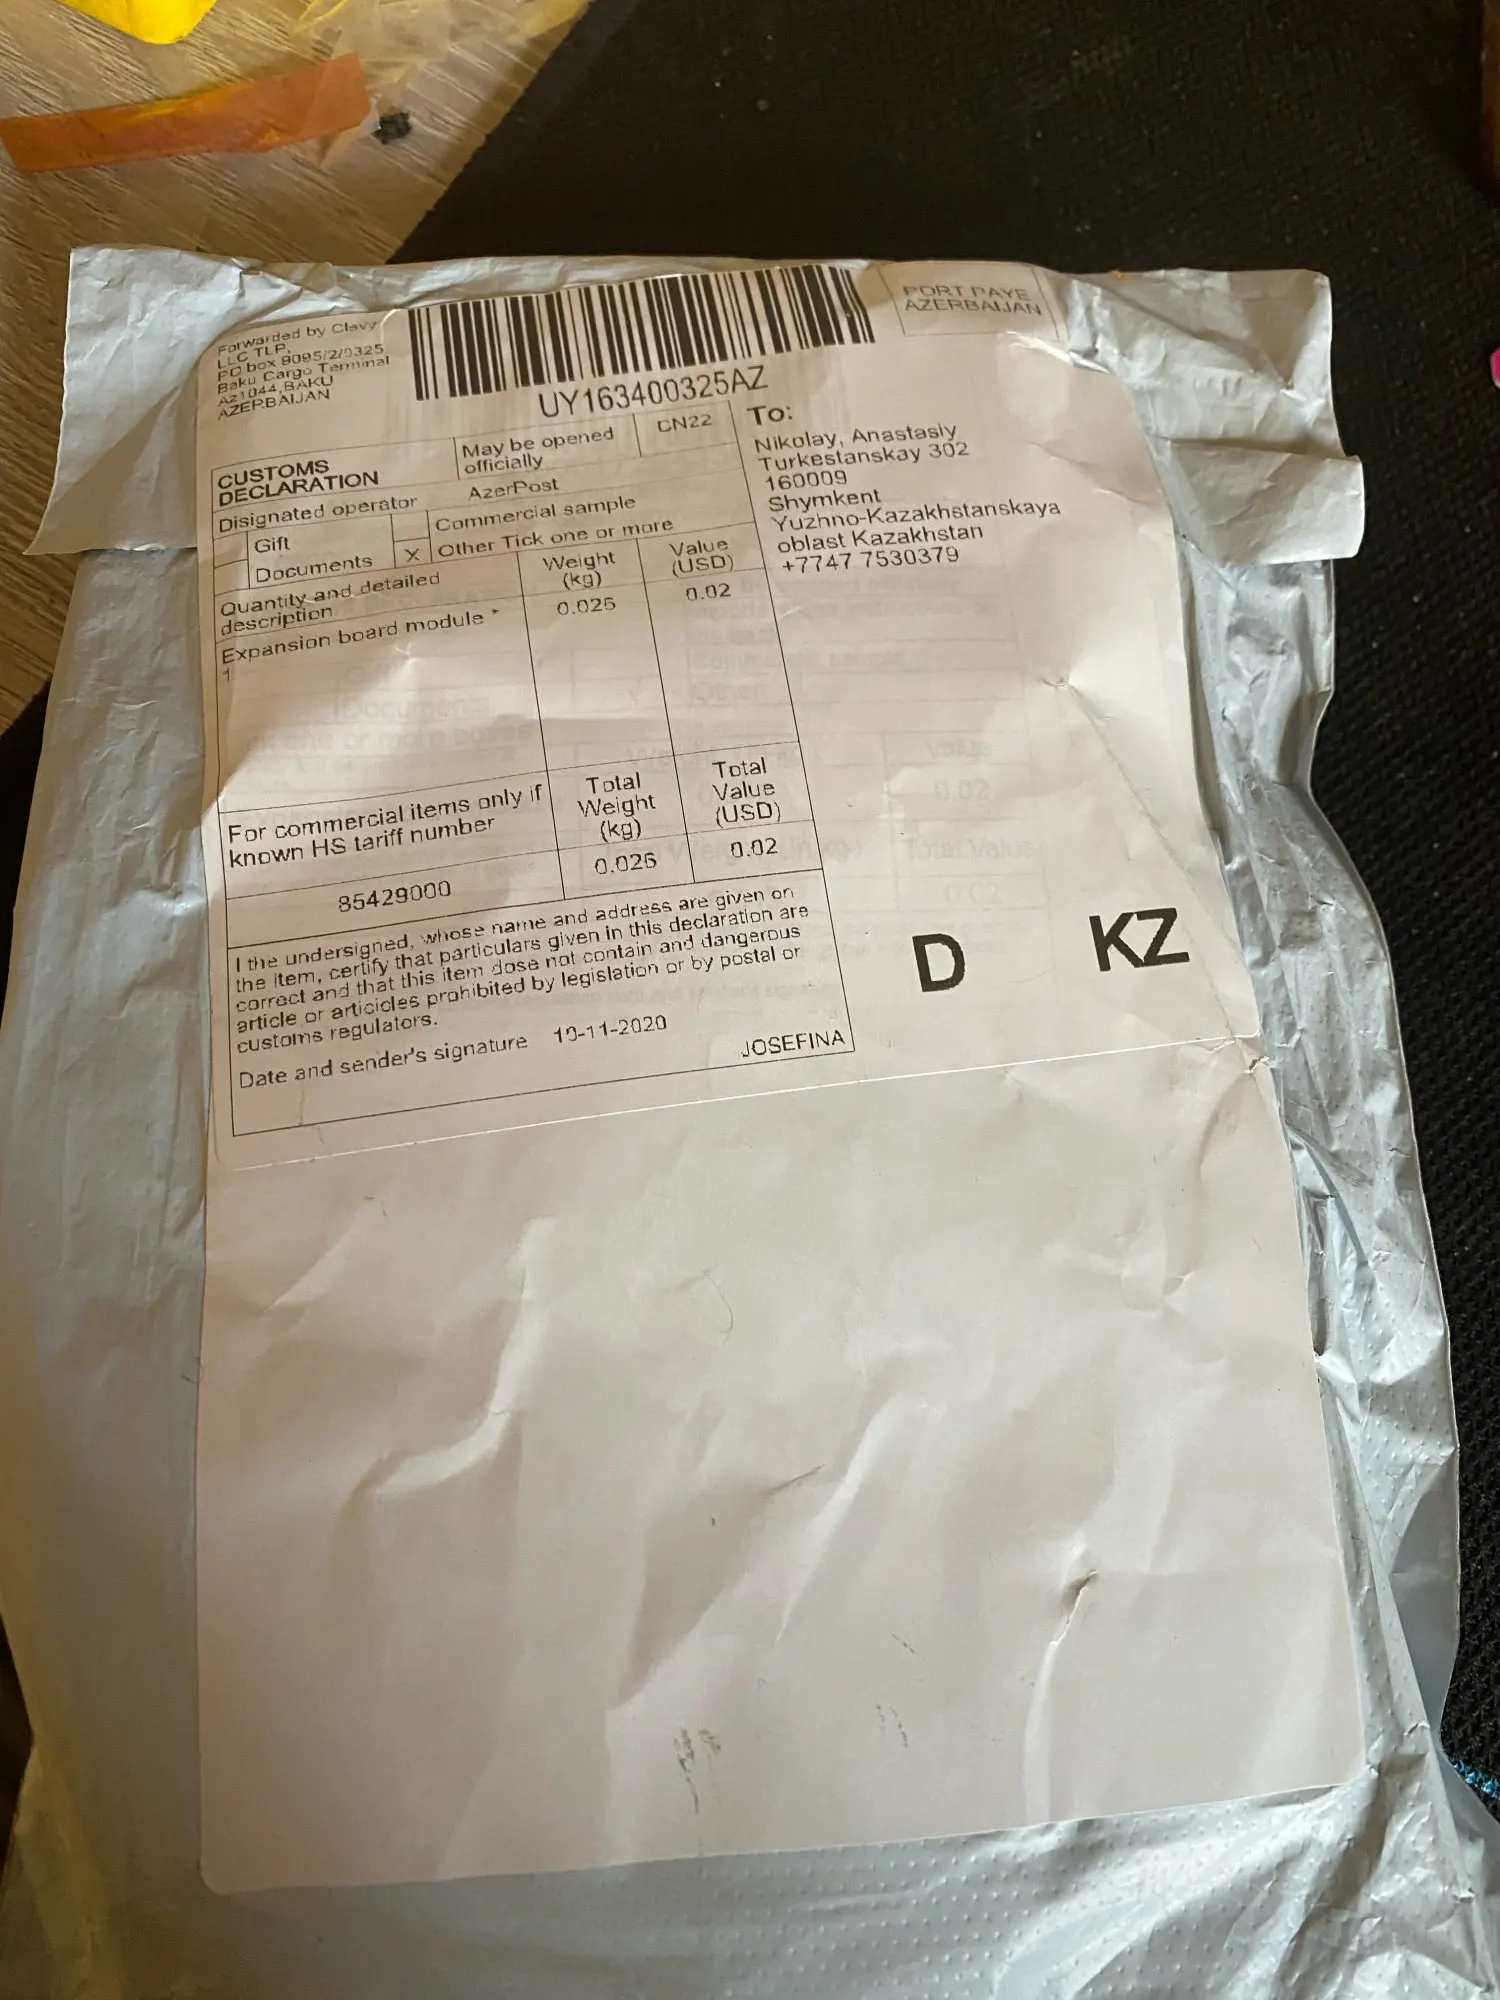 Forwarded by Clevy
LLC TLP,
PO box 8095/2/0325
Baku Cargo Terminal
Az1044,BAKU
AZERBAIJAN
UY163400325AZ
PORT PAYE
AZERBAIJAN
CUSTOMS
DECLARATION
May be opened
officially
CN22
Disignated operator
AzerPost
Gift
Commercial sample
Documents
X
Other Tick one or more
Quantity and detailed
description
Weight
(kg)
Value
(USD)
Expansion board module *
1
0.025
0.02
For commercial items only if
known HS tariff number
Total
Weight
(kg)
Total
Value
(USD)
85429000
0.025
0.02
I the undersigned, whose name and address are given on
the item, certify that particulars given in this declaration are
correct and that this item dose not contain and dangerous
article or articicles prohibited by legislation or by postal or
customs regulators.
Date and sender's signature 10-11-2020
JOSEFINA
To:
Nikolay, Anastasiy
Turkestanskay 302
160009
Shymkent
Yuzhno-Kazakhstanskaya
oblast Kazakhstan
+7747 7530379
D
KZ